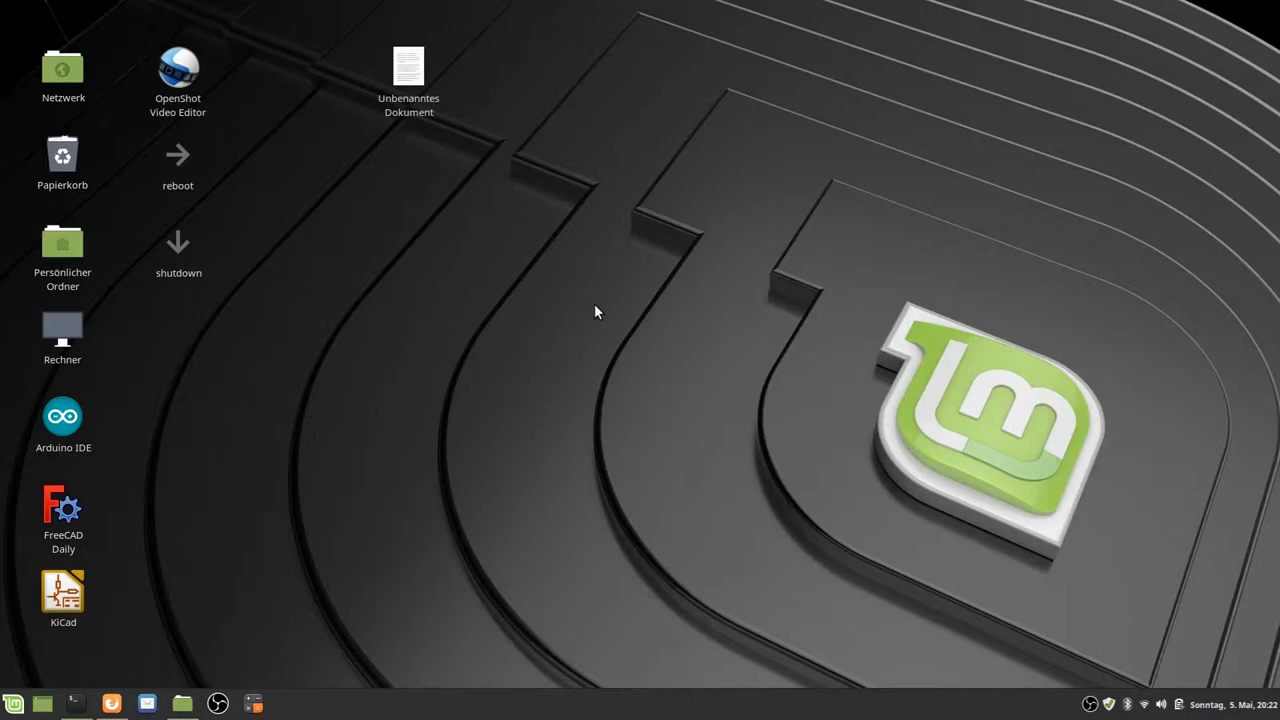 Netzwerk
OpenShot
Video Editor
Unbenanntes
Dokument
Papierkorb
reboot
Persönlicher
Ordner
shutdown
Rechner
Arduino IDE
FreeCAD
Daily
KiCad
lm
Sonntag, 5. Mai, 20:22